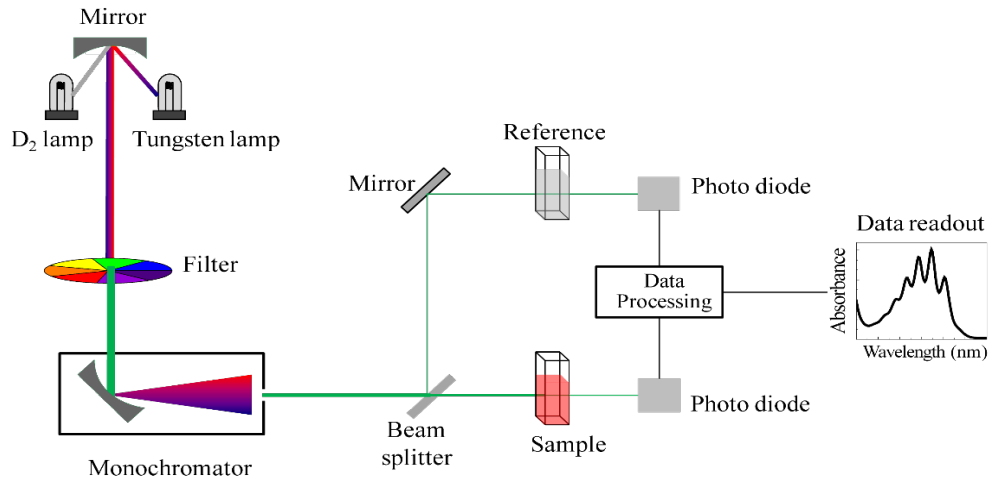 Mirror
D₂ lamp
Tungsten lamp
Reference
Mirror
Photo diode
Data readout
Filter
Data
Processing
Absorbance
Wavelength (nm)
Photo diode
Beam
splitter
Sample
Monochromator